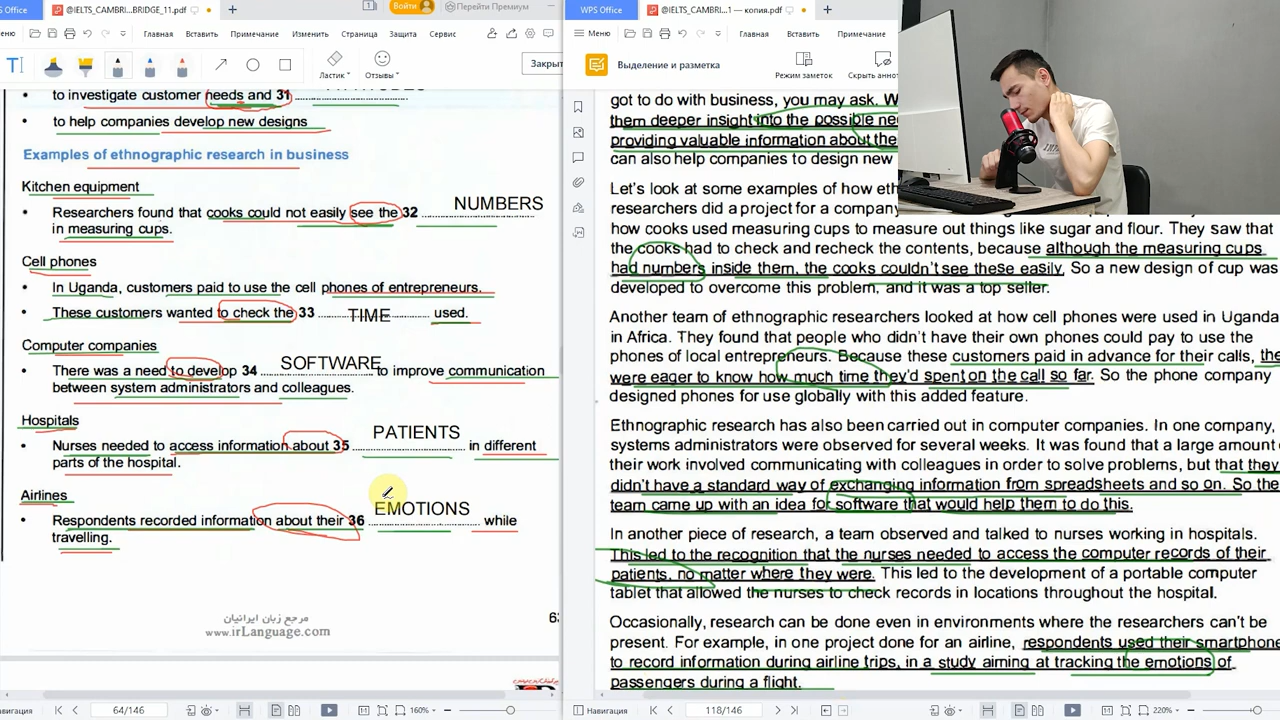 S Office
@IELTS_CAMBRI...BRIDGE_11.pdf
Войти
Перейти Премиум
Главная Вставить Примечание Изменить Страница Защита Сервис
Ластик
Отзывы
Закрыт
to investigate customer needs and 31
to help companies develop new designs
Examples of ethnographic research in business
Kitchen equipment
Researchers found that cooks could not easily see the 32 NUMBERS
in measuring cups.
Cell phones
In Uganda, customers paid to use the cell phones of entrepreneurs.
These customers wanted to check the 33 TIME used.
Computer companies
There was a need to develop 34 SOFTWARE to improve communication
between system administrators and colleagues.
Hospitals
Nurses needed to access information about 35 PATIENTS in different
parts of the hospital.
Airlines
Respondents recorded information about their 36 EMOTIONS while
travelling.
مرجع زبان ایرانیان
www.irLanguage.com
63
Навигация
64/146
160%
WPS Office
@IELTS_CAMBRI...1 — копия.pdf
Меню
Главная Вставить Примечание
Выделение и разметка
Режим заметок
Скрыть аннот
got to do with business, you may ask. W
them deeper insight into the possible nee
providing valuable information about the
can also help companies to design new
Let's look at some examples of how eth
researchers did a project for a company
how cooks used measuring cups to measure out things like sugar and flour. They saw that
the cooks had to check and recheck the contents, because although the measuring cups
had numbers inside them, the cooks couldn't see these easily. So a new design of cup was
developed to overcome this problem, and it was a top seller.
Another team of ethnographic researchers looked at how cell phones were used in Uganda
in Africa. They found that people who didn't have their own phones could pay to use the
phones of local entrepreneurs. Because these customers paid in advance for their calls, the
were eager to know how much time they'd spent on the call so far. So the phone company
designed phones for use globally with this added feature.
Ethnographic research has also been carried out in computer companies. In one company,
systems administrators were observed for several weeks. It was found that a large amount o
their work involved communicating with colleagues in order to solve problems, but that they
didn't have a standard way of exchanging information from spreadsheets and so on. So the
team came up with an idea for software that would help them to do this.
In another piece of research, a team observed and talked to nurses working in hospitals.
This led to the recognition that the nurses needed to access the computer records of their
patients, no matter where they were. This led to the development of a portable computer
tablet that allowed the nurses to check records in locations throughout the hospital.
Occasionally, research can be done even in environments where the researchers can't be
present. For example, in one project done for an airline, respondents used their smartphone
to record information during airline trips, in a study aiming at tracking the emotions of
passengers during a flight.
Навигация
118/146
220%